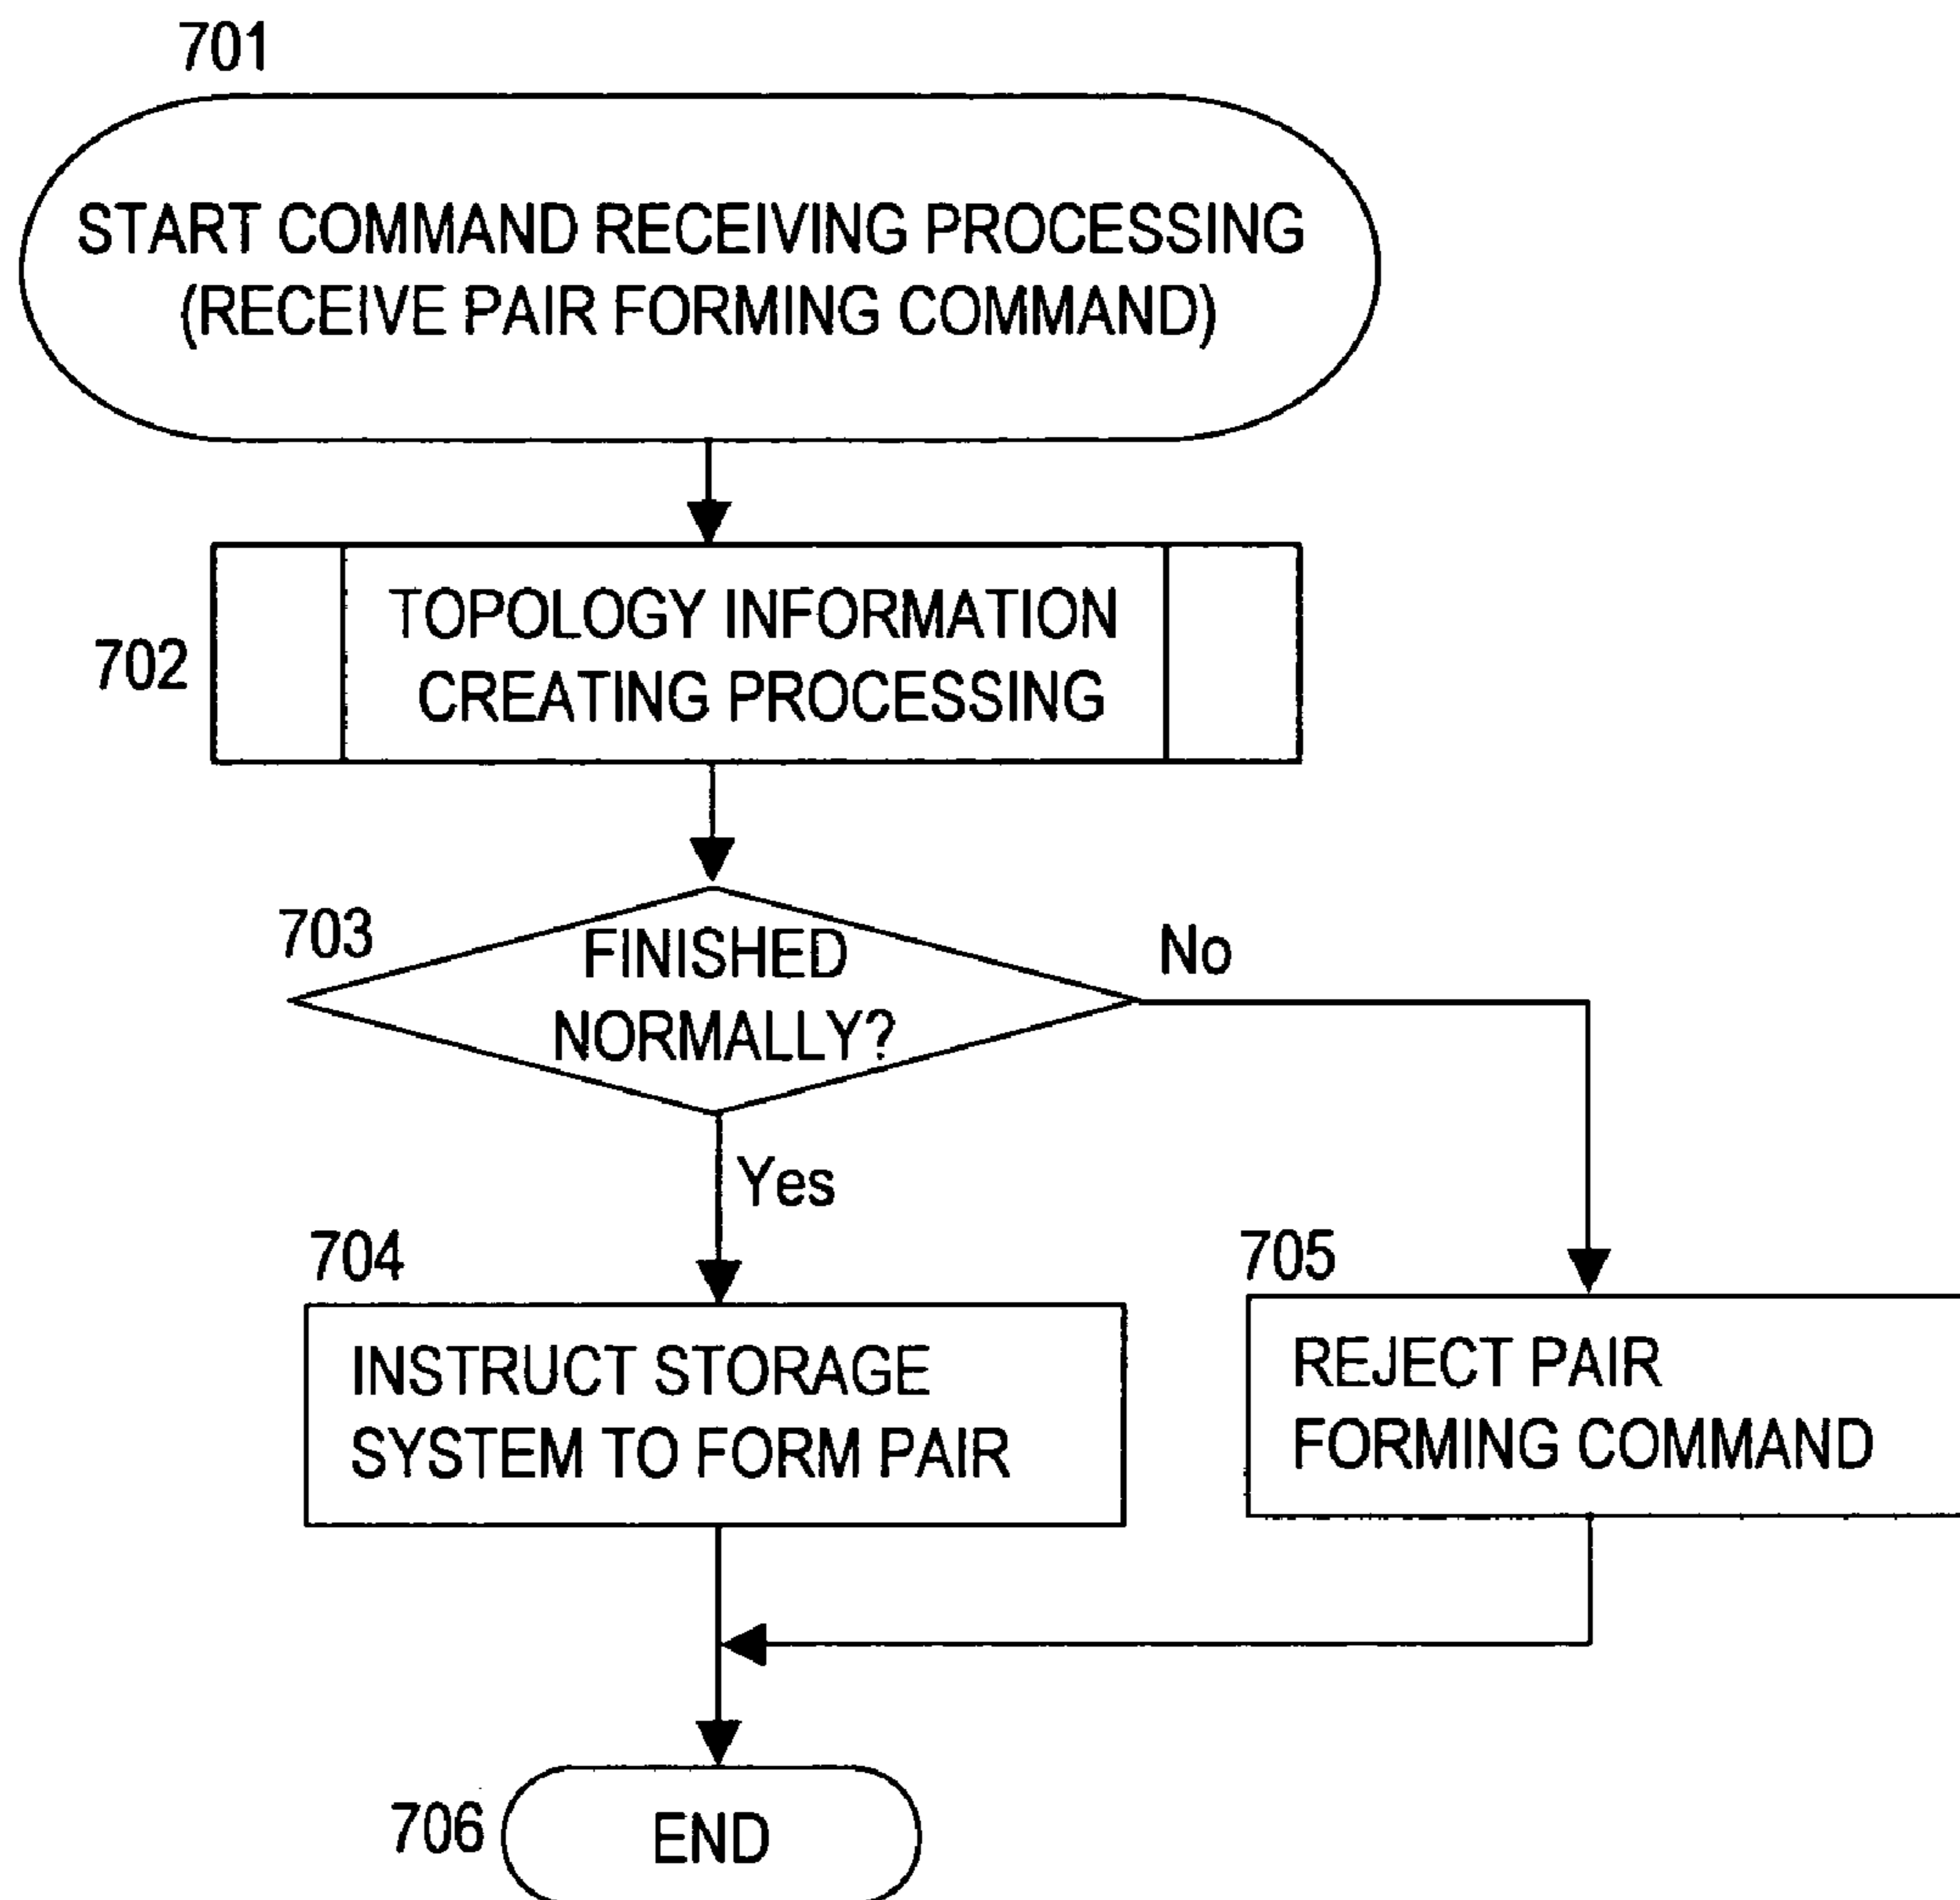 701
START COMMAND RECEIVING PROCESSING
(RECEIVE PAIR FORMING COMMAND)
702
TOPOLOGY INFORMATION
CREATING PROCESSING
703
FINISHED
NORMALLY?
No
Yes
704
INSTRUCT STORAGE
SYSTEM TO FORM PAIR
705
REJECT PAIR
FORMING COMMAND
706
END